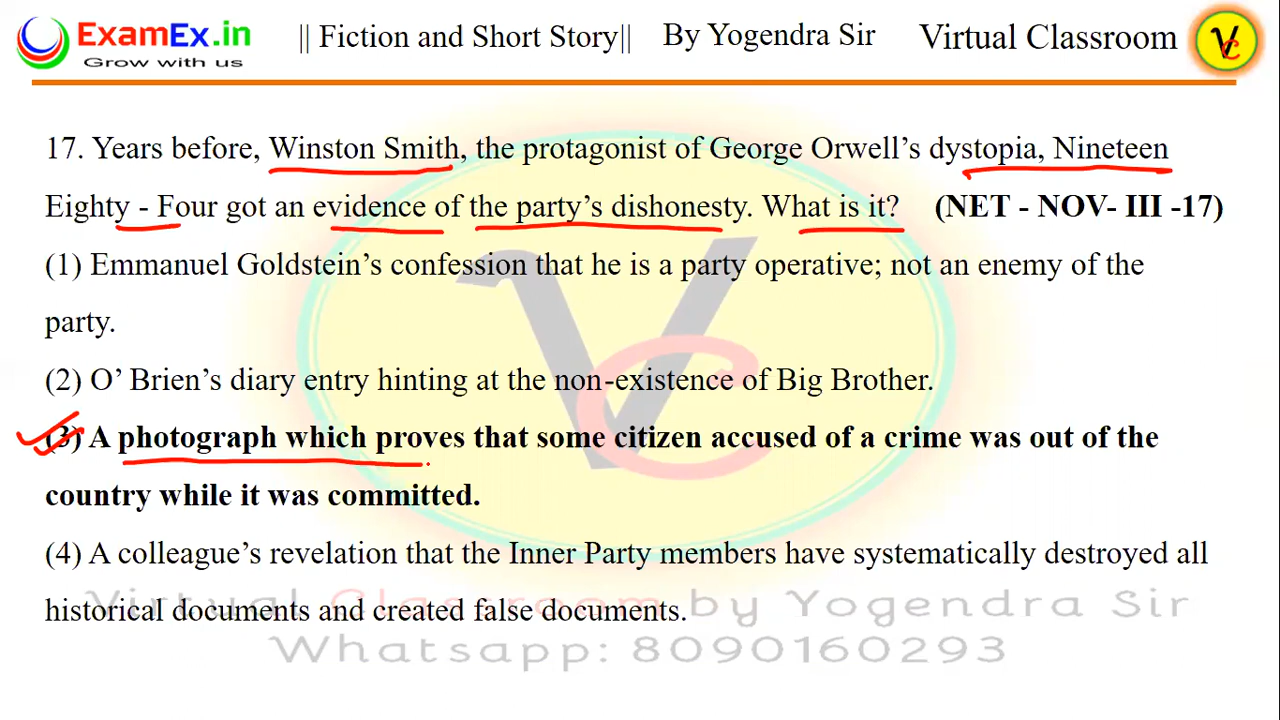 ExamEx.in
Grow with us
|| Fiction and Short Story|| By Yogendra Sir Virtual Classroom
VC
17. Years before, Winston Smith, the protagonist of George Orwell’s dystopia, Nineteen
Eighty - Four got an evidence of the party’s dishonesty. What is it? (NET - NOV- III -17)
(1) Emmanuel Goldstein’s confession that he is a party operative; not an enemy of the
party.
(2) O’ Brien’s diary entry hinting at the non-existence of Big Brother.
(3) A photograph which proves that some citizen accused of a crime was out of the
country while it was committed.
(4) A colleague’s revelation that the Inner Party members have systematically destroyed all
historical documents and created false documents.
VC
Virtual Classroom by Yogendra Sir
Whatsapp: 8090160293